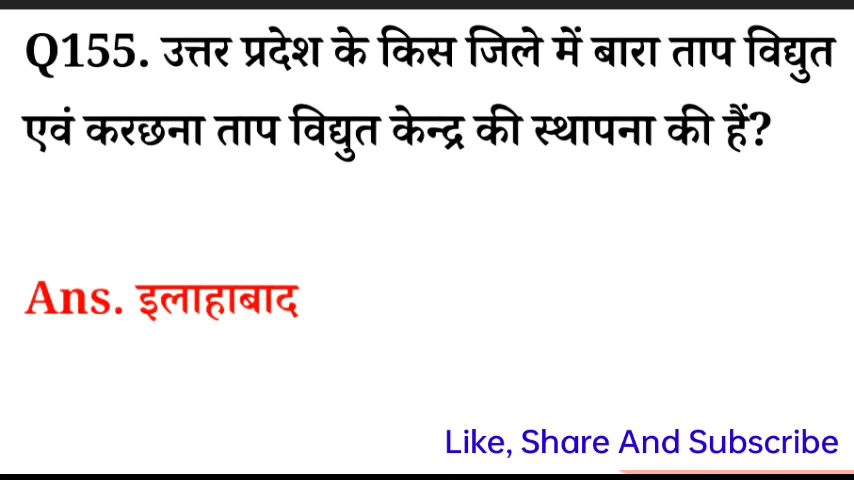 Q155. उत्तर प्रदेश के किस जिले में बारा ताप विद्युत
एवं करछना ताप विद्युत केन्द्र की स्थापना की हैं?
Ans. इलाहाबाद
Like, Share And Subscribe